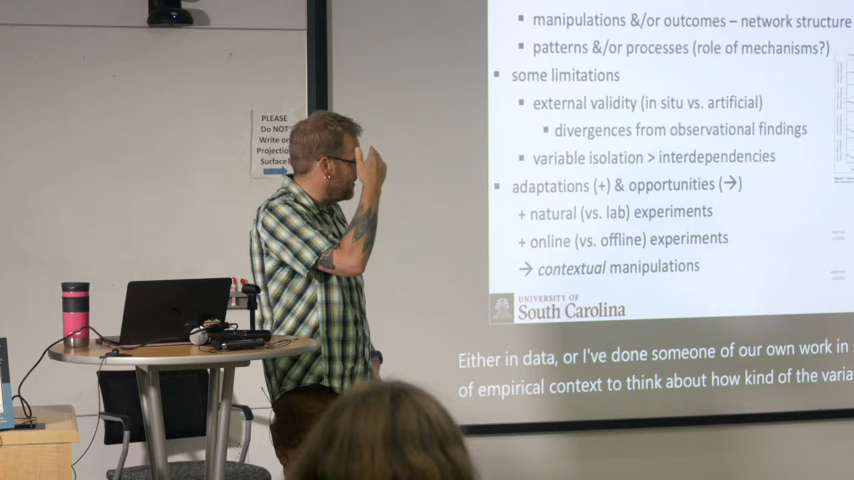 ▪ manipulations &/or outcomes – network structure
▪ patterns &/or processes (role of mechanisms?)
▪ some limitations
▪ external validity (in situ vs. artificial)
▪ divergences from observational findings
▪ variable isolation > interdependencies
▪ adaptations (+) & opportunities (→)
+ natural (vs. lab) experiments
+ online (vs. offline) experiments
→ contextual manipulations
UNIVERSITY OF
South Carolina
Either in data, or I've done someone of our own work in
of empirical context to think about how kind of the varia
PLEASE
Do NOT
Write on
Projection
Surface!